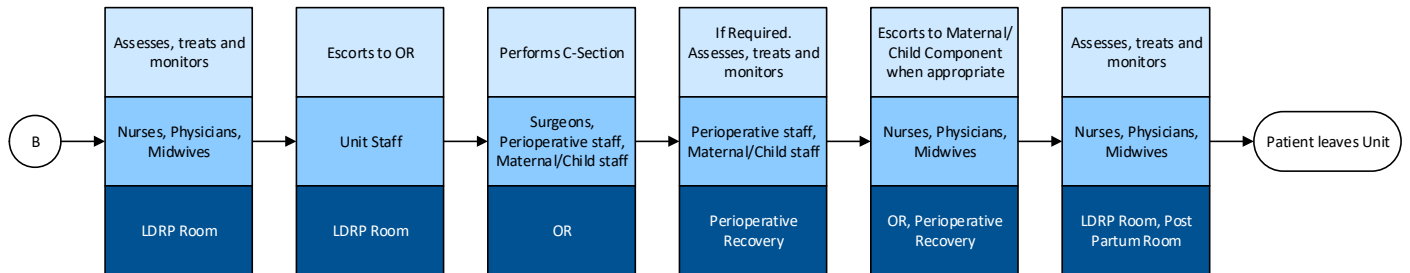 B
Assesses, treats and
monitors
Nurses, Physicians,
Midwives
LDRP Room
Escorts to OR
Unit Staff
LDRP Room
Performs C-Section
Surgeons,
Perioperative staff,
Maternal/Child staff
OR
If Required.
Assesses, treats and
monitors
Perioperative staff,
Maternal/Child staff
Perioperative
Recovery
Escorts to Maternal/
Child Component
when appropriate
Nurses, Physicians,
Midwives
OR, Perioperative
Recovery
Assesses, treats and
monitors
Nurses, Physicians,
Midwives
LDRP Room, Post
Partum Room
Patient leaves Unit